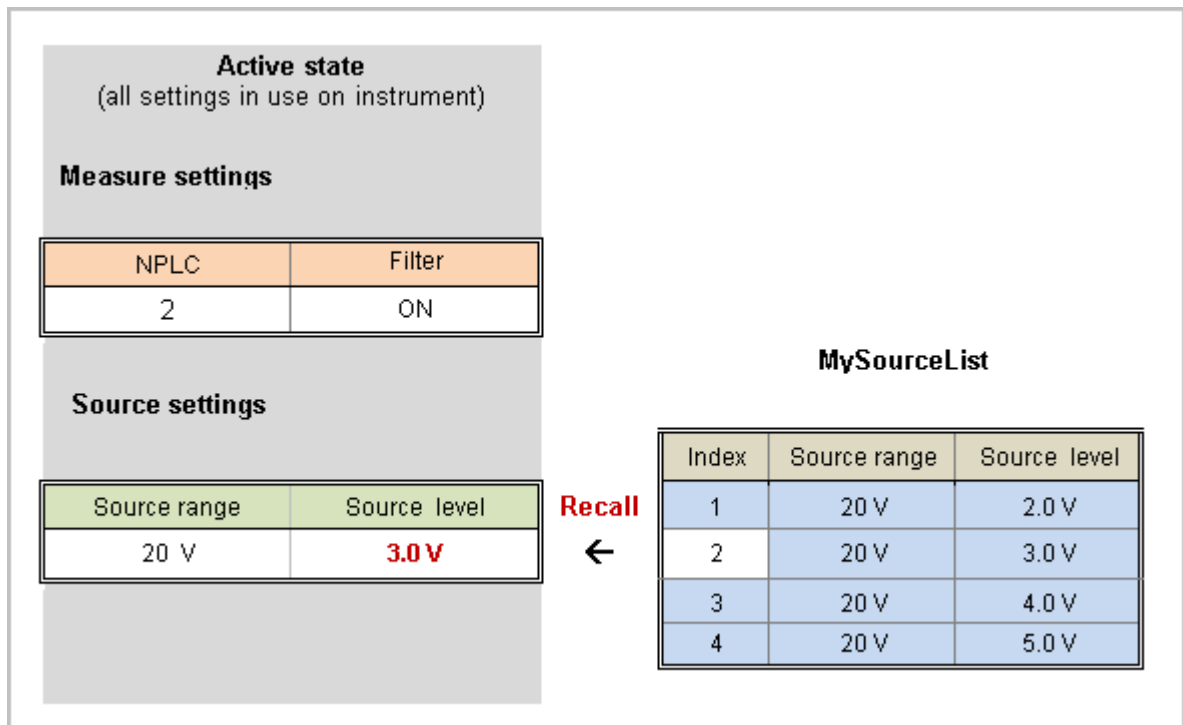 Active state
(all settings in use on instrument)
Measure settings
NPLC Filter
2 ON
MySourceList
Source settings
Index Source range Source level
1 20 V 2.0 V
2 20 V 3.0 V
3 20 V 4.0 V
4 20 V 5.0 V
Source range Source level
20 V 3.0 V
Recall
←